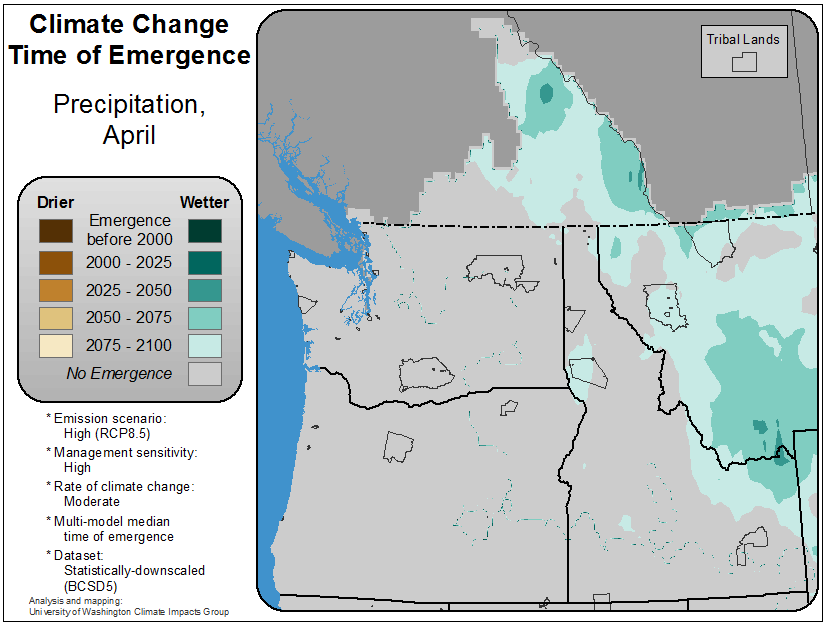 Climate Change
Time of Emergence
Precipitation,
April
Drier
Wetter
Emergence
before 2000
2000 - 2025
2025 - 2050
2050 - 2075
2075 - 2100
No Emergence
* Emission scenario:
High (RCP8.5)
* Management sensitivity:
High
* Rate of climate change:
Moderate
* Multi-model median
time of emergence
* Dataset:
Statistically-downscaled
(BCSD5)
Analysis and mapping:
University of Washington Climate Impacts Group
Tribal Lands